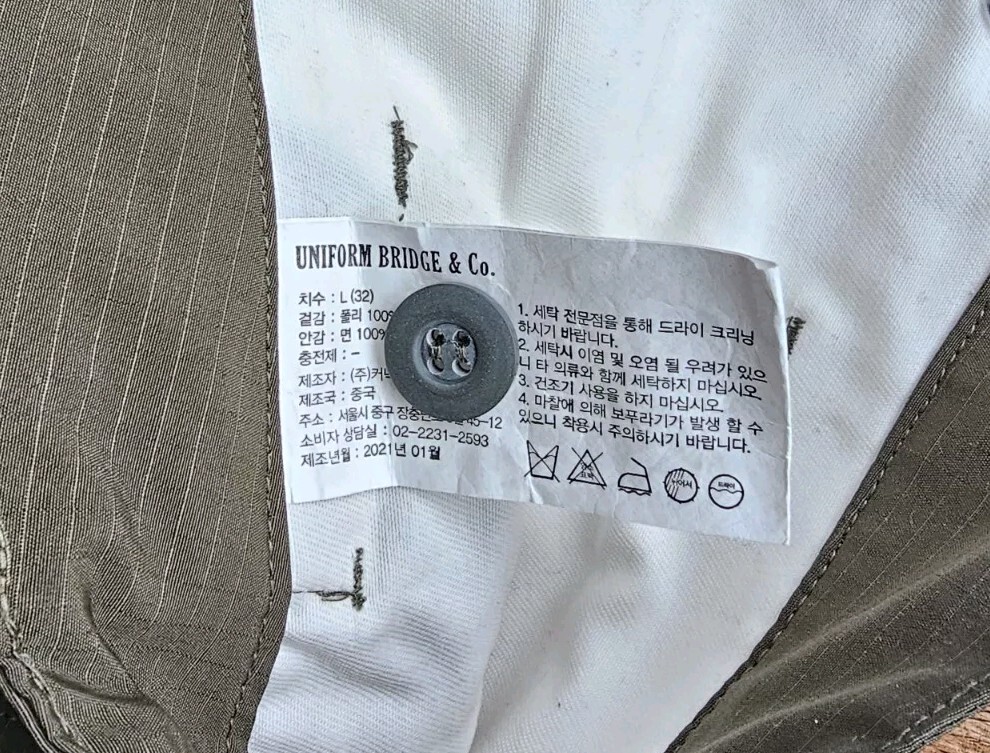 UNIFORM BRIDGE & Co.
치수 : L (32)
겉감 : 폴리 100%
안감 : 면 100%
충전제 : –
제조자 : (주)커
제조국 : 중국
주소 : 서울시 중구 45-12
소비자 상담실 : 02-2231-2593
제조년월 : 2021년 01월
1. 세탁 전문점을 통해 드라이 크리닝
하시기 바랍니다.
2. 세탁시 이염 및 오염 될 우려가 있으
니 타 의류와 함께 세탁하지 마십시오.
3. 건조기 사용을 하지 마십시오.
4. 마찰에 의해 보푸라기가 발생 할 수
있으니 착용시 주의하시기 바랍니다.
뉘어서
드라이